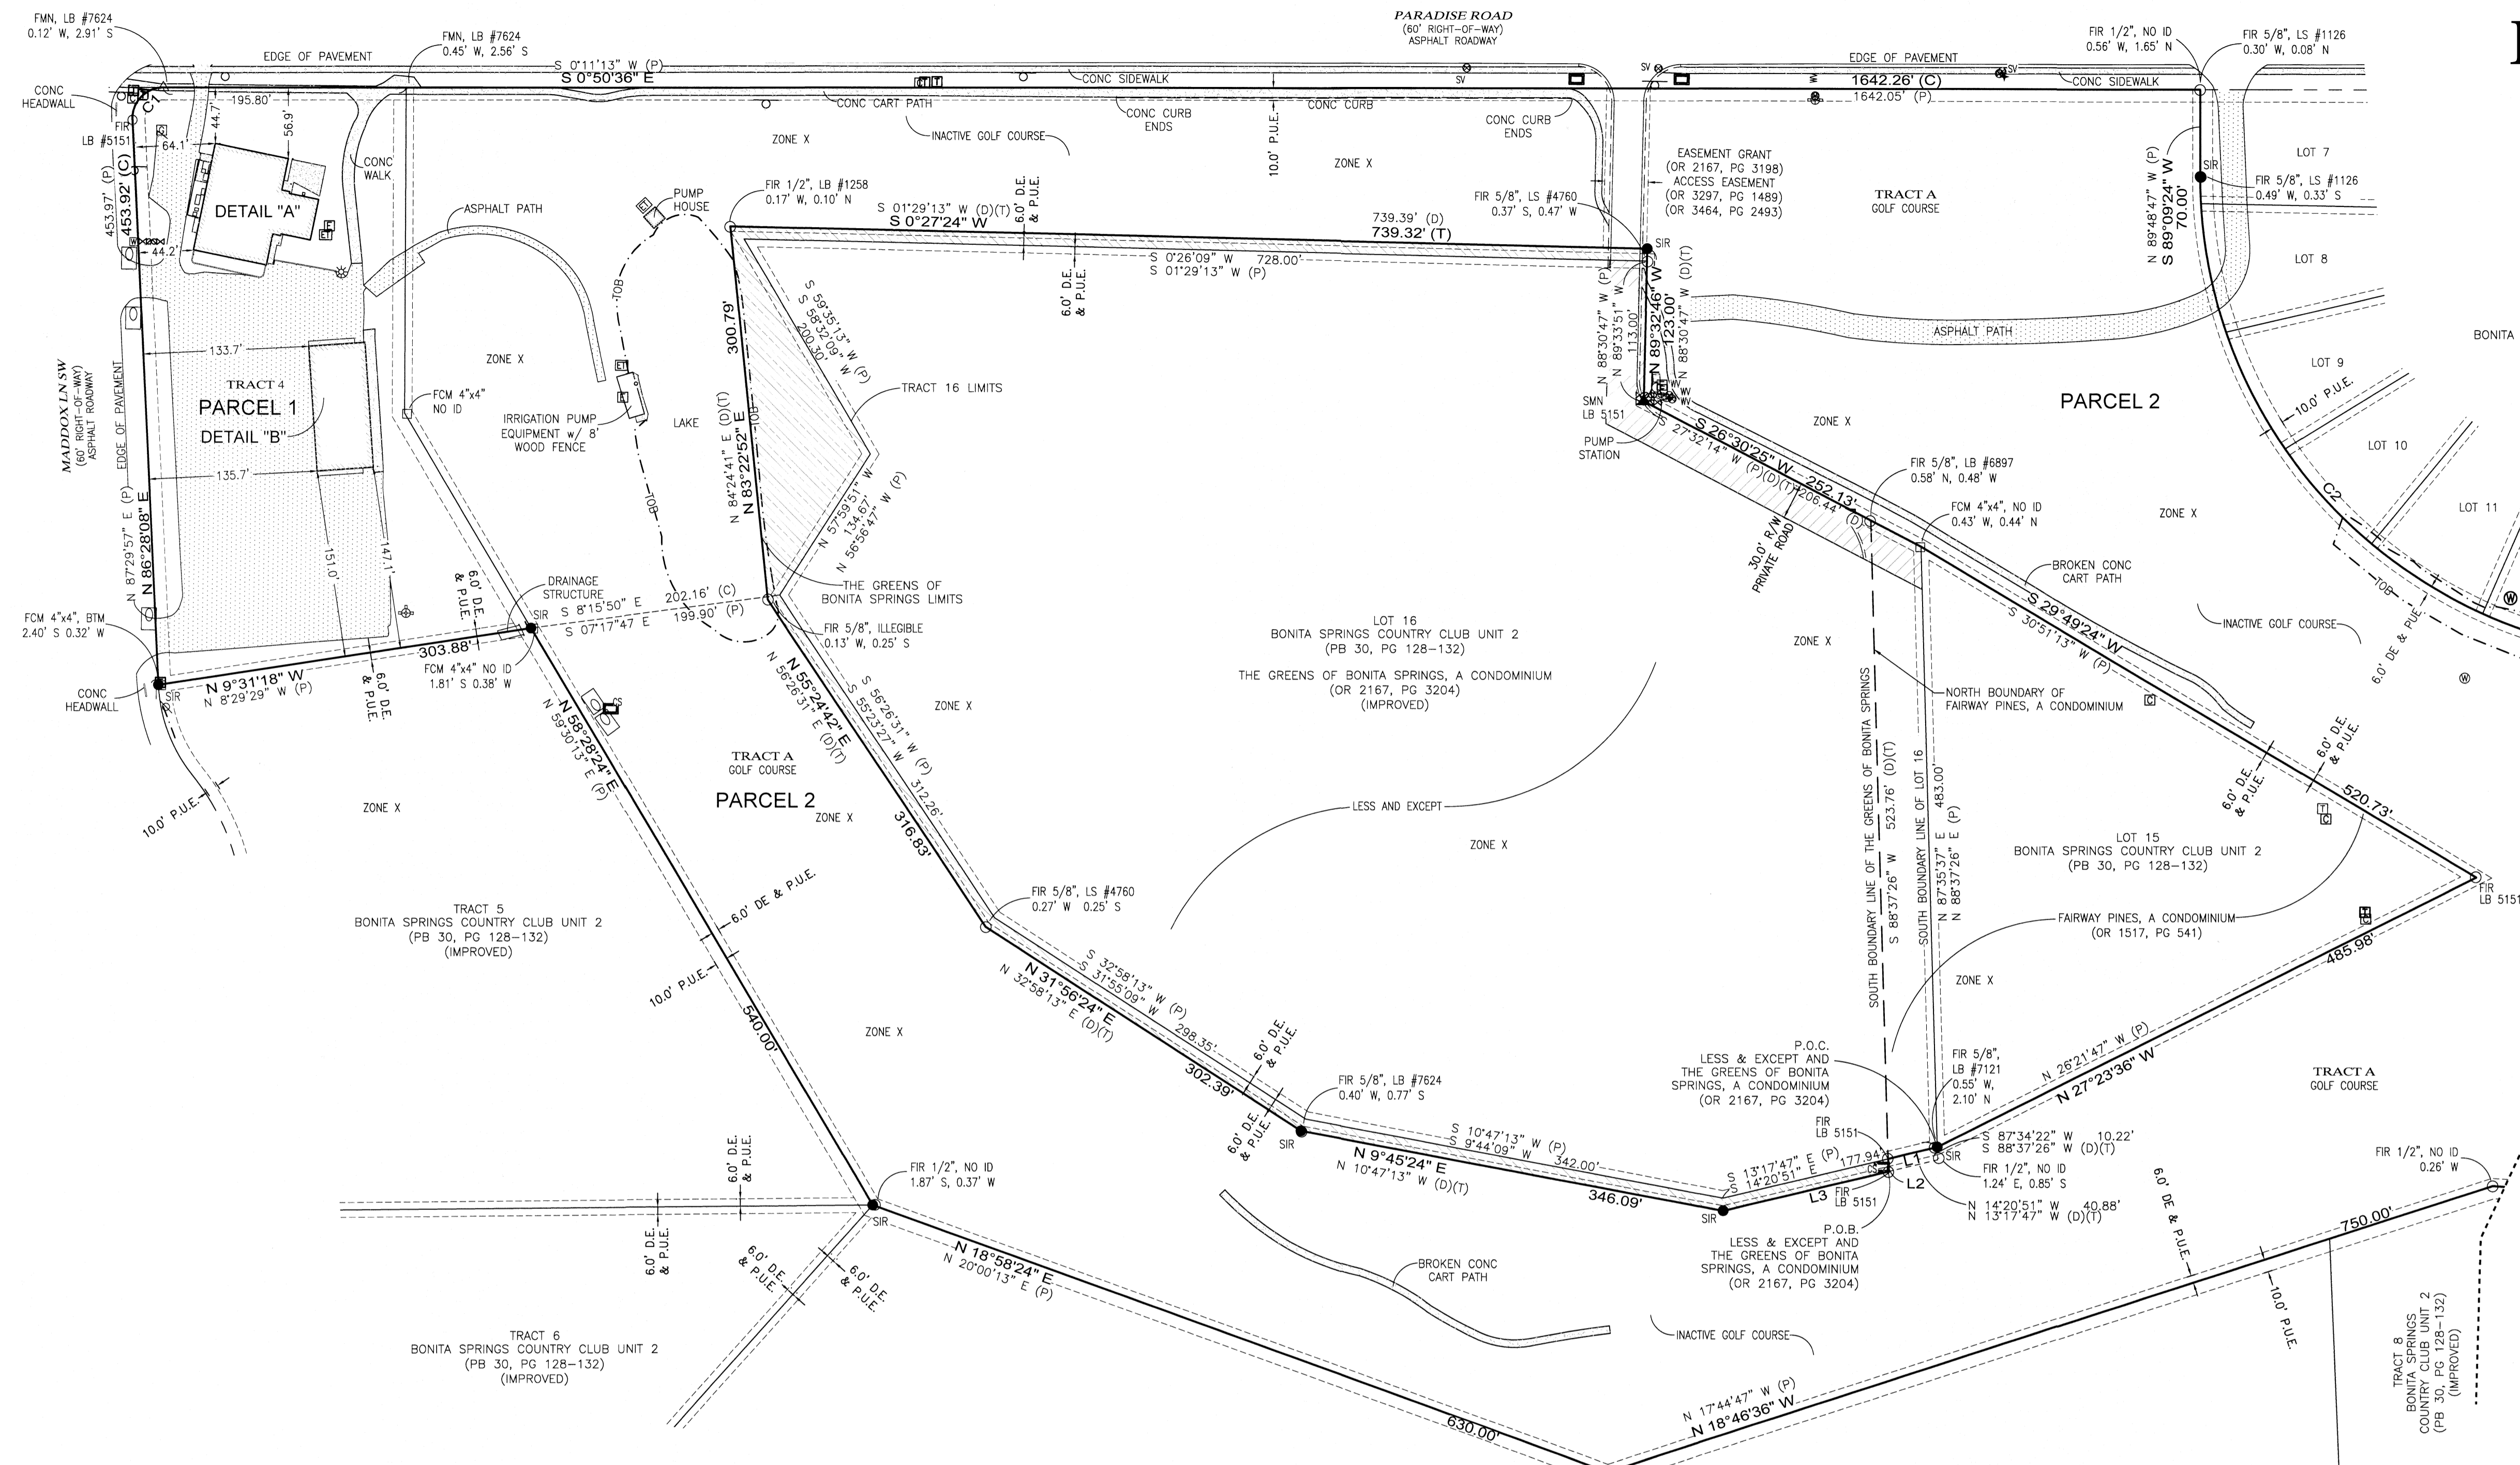 PARADISE ROAD
(60' RIGHT-OF-WAY)
ASPHALT ROADWAY
FMN, LB #7624
0.12' W, 2.91' S
EDGE OF PAVEMENT
FMN, LB #7624
0.45' W, 2.56' S
S 0°11'13" W (P)
S 0°50'36" E
CONC SIDEWALK
SV
SV
EDGE OF PAVEMENT
SV
1642.26' (C)
1642.05' (P)
CONC SIDEWALK
FIR 1/2", NO ID
0.56' W, 1.65' N
FIR 5/8", LS #1126
0.30' W, 0.08' N
CONC
HEADWALL
C1
195.80'
44.7'
56.9'
CONC CART PATH
CONC CURB
ENDS
CONC CURB
CONC CURB
ENDS
INACTIVE GOLF COURSE
10.0' P.U.E.
ZONE X
ZONE X
FIR
LB #5151
64.1'
453.97' (P)
453.92' (C)
CONC
WALK
DETAIL "A"
44.2'
ASPHALT PATH
PUMP
HOUSE
FIR 1/2", LB #1258
0.17' W, 0.10' N
S 01°29'13" W (D)(T)
S 0°27'24" W
6.0' D.E.
& P.U.E.
739.39' (D)
739.32' (T)
S 0°26'09" W
728.00'
S 01°29'13" W (P)
6.0' D.E.
& P.U.E.
FIR 5/8", LS #4760
0.37' S, 0.47' W
SIR
EASEMENT GRANT
(OR 2167, PG 3198)
ACCESS EASEMENT
(OR 3297, PG 1489)
(OR 3464, PG 2493)
TRACT A
GOLF COURSE
SIR
FIR 5/8", LS #1126
0.49' W, 0.33' S
N 89°48'47" W (P)
S 89°09'24" W
70.00'
LOT 7
LOT 8
LOT 9
LOT 10
LOT 11
BONITA
10.0' P.U.E.
C2
TOB
ASPHALT PATH
N 88°30'47" W (P)
N 89°33'51" W
113.00'
N 89°32'46" W
123.00'
N 88°30'47" W (D)(T)
MADDOX LN SW
(60' RIGHT-OF-WAY)
ASPHALT ROADWAY
EDGE OF PAVEMENT
N 87°29'57" E (P)
N 86°28'08" E
133.7'
TRACT 4
PARCEL 1
DETAIL "B"
135.7'
151.0'
147.1'
ZONE X
FCM 4"x4"
NO ID
TOB
IRRIGATION PUMP
EQUIPMENT w/ 8'
WOOD FENCE
LAKE
TOB
TOB
300.79'
N 84°24'41" E (D)(T)
N 83°22'52" E
S 59°35'13" W (P)
S 58°32'09" W
200.30'
TRACT 16 LIMITS
N 57°59'51" W
134.67'
N 56°56'47" W (P)
THE GREENS OF
BONITA SPRINGS LIMITS
SMN
LB 5151
WV
WV
WV
PUMP
STATION
S 26°30'25" W
252.13'
S 27°32'14" W (P)(D)(T)
206.44'
(D)
30.0' R/W
PRIVATE ROAD
ZONE X
PARCEL 2
FIR 5/8", LB #6897
0.58' N, 0.48' W
FCM 4"x4", NO ID
0.43' W, 0.44' N
ZONE X
BROKEN CONC
CART PATH
S 29°49'24" W
S 30°51'13" W (P)
INACTIVE GOLF COURSE
6.0' DE & PUE
FCM 4"x4", BTM
2.40' S 0.32' W
CONC
HEADWALL
SIR
N 9°31'18" W
N 8°29'29" W (P)
303.88'
6.0' D.E.
& P.U.E.
6.0' D.E.
& P.U.E.
DRAINAGE
STRUCTURE
SIR
FCM 4"x4" NO ID
1.81' S 0.38' W
S 8°15'50" E
202.16' (C)
S 07°17'47 E
199.90' (P)
FIR 5/8", ILLEGIBLE
0.13' W, 0.25' S
CS
N 58°28'24" E
N 59°30'13" E (P)
10.0' P.U.E.
ZONE X
TRACT A
GOLF COURSE
PARCEL 2
ZONE X
N 55°24'42" E
N 56°26'31" E (D)(T)
S 56°26'31" W (P)
S 55°23'27" W
312.26'
316.83'
ZONE X
LOT 16
BONITA SPRINGS COUNTRY CLUB UNIT 2
(PB 30, PG 128-132)
THE GREENS OF BONITA SPRINGS, A CONDOMINIUM
(OR 2167, PG 3204)
(IMPROVED)
LESS AND EXCEPT
ZONE X
ZONE X
NORTH BOUNDARY OF
FAIRWAY PINES, A CONDOMINIUM
SOUTH BOUNDARY LINE OF THE GREENS OF BONITA SPRINGS
S 88°37'26" W 523.76' (D)(T)
SOUTH BOUNDARY LINE OF LOT 16
N 87°35'37" E 483.00'
N 88°37'26" E (P)
6.0' D.E.
& P.U.E.
6.0' D.E.
& P.U.E.
520.73'
LOT 15
BONITA SPRINGS COUNTRY CLUB UNIT 2
(PB 30, PG 128-132)
FIR
LB 5151
FAIRWAY PINES, A CONDOMINIUM
(OR 1517, PG 541)
485.98'
ZONE X
TRACT 5
BONITA SPRINGS COUNTRY CLUB UNIT 2
(PB 30, PG 128-132)
(IMPROVED)
6.0' DE & P.U.E.
10.0' P.U.E.
540.00'
ZONE X
FIR 5/8", LS #4760
0.27' W 0.25' S
S 32°58'13" W (P)
S 31°55'09" W
298.35'
N 31°56'24" E
N 32°58'13" E (D)(T)
302.39'
6.0' D.E.
& P.U.E.
6.0' D.E.
& P.U.E.
FIR 5/8", LB #7624
0.40' W, 0.77' S
SIR
S 10°47'13" W (P)
S 9°44'09" W
342.00'
N 9°45'24" E
N 10°47'13" W (D)(T)
346.09'
SIR
P.O.C.
LESS & EXCEPT AND
THE GREENS OF BONITA
SPRINGS, A CONDOMINIUM
(OR 2167, PG 3204)
FIR 5/8",
LB #7121
0.55' W,
2.10' N
N 26°21'47" W (P)
N 27°23'36" W
TRACT A
GOLF COURSE
FIR
LB 5151
S 13°17'47" E (P)
S 14°20'51" E
177.94'
CS
L1
L2
L3
FIR
LB 5151
SIR
S 87°34'22" W 10.22'
S 88°37'26" W (D)(T)
FIR 1/2", NO ID
1.24' E, 0.85' S
N 14°20'51" W 40.88'
N 13°17'47" W (D)(T)
P.O.B.
LESS & EXCEPT AND
THE GREENS OF BONITA
SPRINGS, A CONDOMINIUM
(OR 2167, PG 3204)
FIR 1/2", NO ID
0.26' W
750.00'
6.0' DE & P.U.E.
10.0' P.U.E.
FIR 1/2", NO ID
1.87' S, 0.37' W
SIR
6.0' D.E.
& P.U.E.
6.0' D.E.
& P.U.E.
6.0' D.E.
& P.U.E.
6.0' D.E.
& P.U.E.
N 18°58'24" E
N 20°00'13" E (P)
BROKEN CONC
CART PATH
INACTIVE GOLF COURSE
TRACT 6
BONITA SPRINGS COUNTRY CLUB UNIT 2
(PB 30, PG 128-132)
(IMPROVED)
630.00'
N 17°44'47" W (P)
N 18°46'36" W
TRACT 8
BONITA SPRINGS
COUNTRY CLUB UNIT 2
(PB 30, PG 128-132)
(IMPROVED)